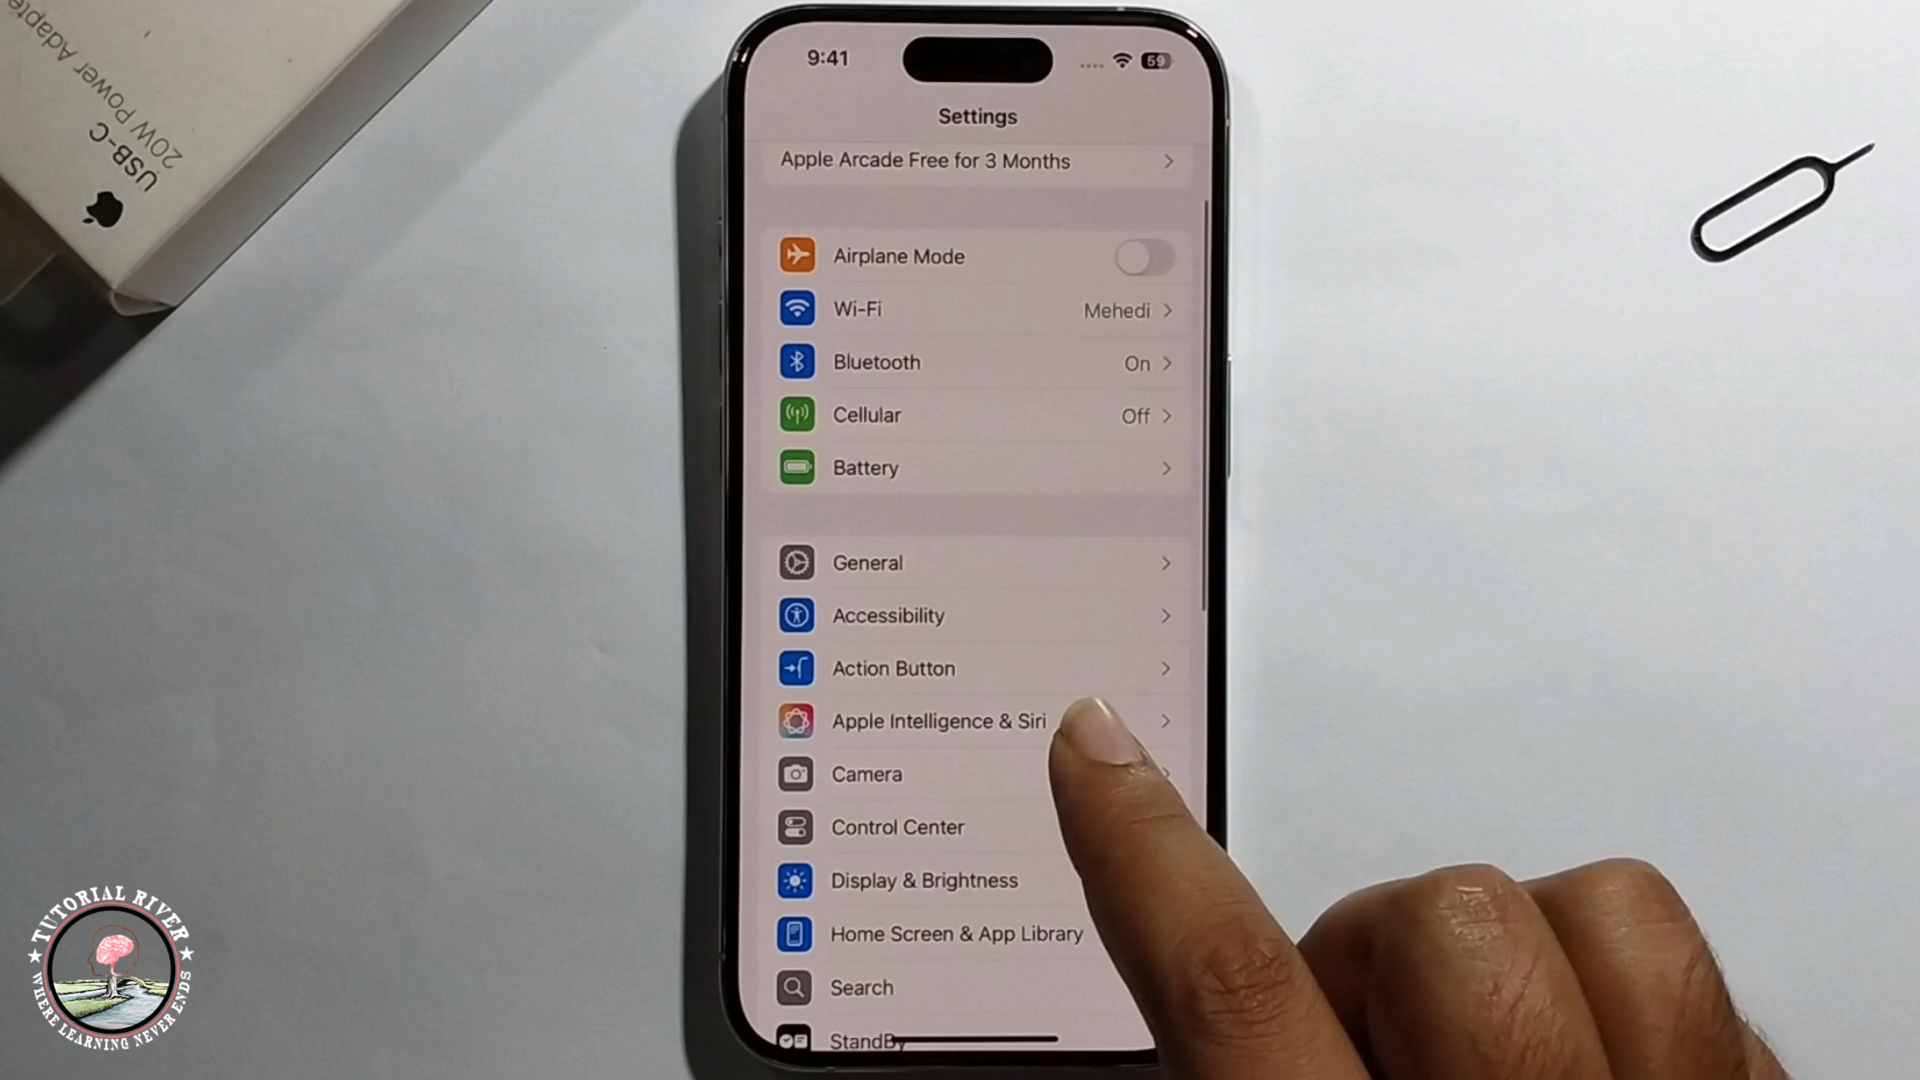 20W Power Adapte
USB-C
9:41
59
Settings
Apple Arcade Free for 3 Months
Airplane Mode
Wi-Fi Mehedi
Bluetooth On
Cellular Off
Battery
General
Accessibility
Action Button
Apple Intelligence & Siri
Camera
Control Center
Display & Brightness
Home Screen & App Library
Search
StandBy
TUTORIAL RIVER
WHERE LEARNING NEVER ENDS